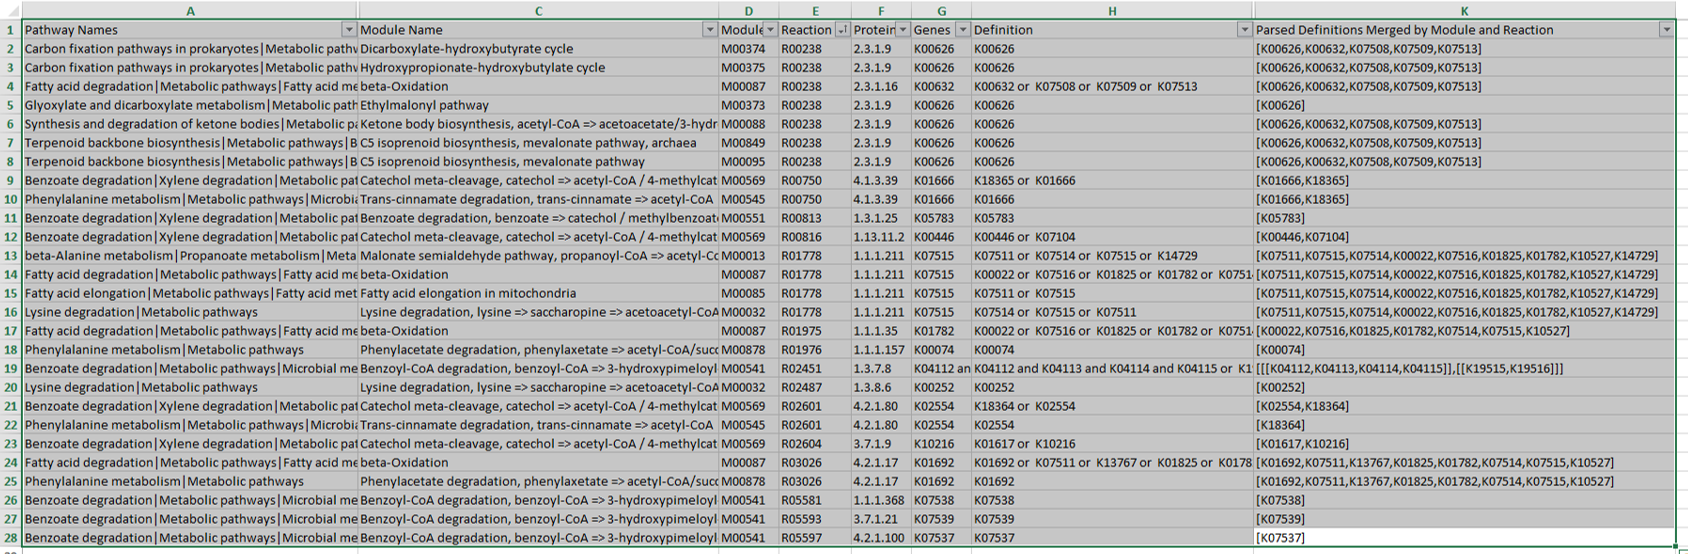 A C D E F G H K
1 Pathway Names Module Name Module Reaction Protein Genes Definition Parsed Definitions Merged by Module and Reaction
2 Carbon fixation pathways in prokaryotes|Metabolic pathw Dicarboxylate-hydroxybutyrate cycle M00374 R00238 2.3.1.9 K00626 K00626 [K00626,K00632,K07508,K07509,K07513]
3 Carbon fixation pathways in prokaryotes|Metabolic pathw Hydroxypropionate-hydroxybutylate cycle M00375 R00238 2.3.1.9 K00626 K00626 [K00626,K00632,K07508,K07509,K07513]
4 Fatty acid degradation|Metabolic pathways|Fatty acid me beta-Oxidation M00087 R00238 2.3.1.16 K00632 K00632 or K07508 or K07509 or K07513 [K00626,K00632,K07508,K07509,K07513]
5 Glyoxylate and dicarboxylate metabolism|Metabolic path Ethylmalonyl pathway M00373 R00238 2.3.1.9 K00626 K00626 [K00626]
6 Synthesis and degradation of ketone bodies|Metabolic pa Ketone body biosynthesis, acetyl-CoA => acetoacetate/3-hydr M00088 R00238 2.3.1.9 K00626 K00626 [K00626,K00632,K07508,K07509,K07513]
7 Terpenoid backbone biosynthesis|Metabolic pathways|B C5 isoprenoid biosynthesis, mevalonate pathway, archaea M00849 R00238 2.3.1.9 K00626 K00626 [K00626,K00632,K07508,K07509,K07513]
8 Terpenoid backbone biosynthesis|Metabolic pathways|B C5 isoprenoid biosynthesis, mevalonate pathway M00095 R00238 2.3.1.9 K00626 K00626 [K00626,K00632,K07508,K07509,K07513]
9 Benzoate degradation|Xylene degradation|Metabolic pat Catechol meta-cleavage, catechol => acetyl-CoA / 4-methylcat M00569 R00750 4.1.3.39 K01666 K18365 or K01666 [K01666,K18365]
10 Phenylalanine metabolism|Metabolic pathways|Microbia Trans-cinnamate degradation, trans-cinnamate => acetyl-CoA M00545 R00750 4.1.3.39 K01666 K01666 [K01666,K18365]
11 Benzoate degradation|Xylene degradation|Metabolic pat Benzoate degradation, benzoate => catechol / methylbenzoat M00551 R00813 1.3.1.25 K05783 K05783 [K05783]
12 Benzoate degradation|Xylene degradation|Metabolic pat Catechol meta-cleavage, catechol => acetyl-CoA / 4-methylcat M00569 R00816 1.13.11.2 K00446 K00446 or K07104 [K00446,K07104]
13 beta-Alanine metabolism|Propanoate metabolism|Meta Malonate semialdehyde pathway, propanoyl-CoA => acetyl-Co M00013 R01778 1.1.1.211 K07515 K07511 or K07514 or K07515 or K14729 [K07511,K07515,K07514,K00022,K07516,K01825,K01782,K10527,K14729]
14 Fatty acid degradation|Metabolic pathways|Fatty acid me beta-Oxidation M00087 R01778 1.1.1.211 K07515 K00022 or K07516 or K01825 or K01782 or K0751 [K07511,K07515,K07514,K00022,K07516,K01825,K01782,K10527,K14729]
15 Fatty acid elongation|Metabolic pathways|Fatty acid met Fatty acid elongation in mitochondria M00085 R01778 1.1.1.211 K07515 K07511 or K07515 [K07511,K07515,K07514,K00022,K07516,K01825,K01782,K10527,K14729]
16 Lysine degradation|Metabolic pathways Lysine degradation, lysine => saccharopine => acetoacetyl-CoA M00032 R01778 1.1.1.211 K07515 K07514 or K07515 or K07511 [K07511,K07515,K07514,K00022,K07516,K01825,K01782,K10527,K14729]
17 Fatty acid degradation|Metabolic pathways|Fatty acid me beta-Oxidation M00087 R01975 1.1.1.35 K01782 K00022 or K07516 or K01825 or K01782 or K0751 [K00022,K07516,K01825,K01782,K07514,K07515,K10527]
18 Phenylalanine metabolism|Metabolic pathways Phenylacetate degradation, phenylaxetate => acetyl-CoA/succ M00878 R01976 1.1.1.157 K00074 K00074 [K00074]
19 Benzoate degradation|Metabolic pathways|Microbial me Benzoyl-CoA degradation, benzoyl-CoA => 3-hydroxypimeloyl M00541 R02451 1.3.7.8 K04112 an K04112 and K04113 and K04114 and K04115 or K1 [[[K04112,K04113,K04114,K04115]],[[K19515,K19516]]]
20 Lysine degradation|Metabolic pathways Lysine degradation, lysine => saccharopine => acetoacetyl-CoA M00032 R02487 1.3.8.6 K00252 K00252 [K00252]
21 Benzoate degradation|Xylene degradation|Metabolic pat Catechol meta-cleavage, catechol => acetyl-CoA / 4-methylcat M00569 R02601 4.2.1.80 K02554 K18364 or K02554 [K02554,K18364]
22 Phenylalanine metabolism|Metabolic pathways|Microbia Trans-cinnamate degradation, trans-cinnamate => acetyl-CoA M00545 R02601 4.2.1.80 K02554 K02554 [K18364]
23 Benzoate degradation|Xylene degradation|Metabolic pat Catechol meta-cleavage, catechol => acetyl-CoA / 4-methylcat M00569 R02604 3.7.1.9 K10216 K01617 or K10216 [K01617,K10216]
24 Fatty acid degradation|Metabolic pathways|Fatty acid me beta-Oxidation M00087 R03026 4.2.1.17 K01692 K01692 or K07511 or K13767 or K01825 or K0178 [K01692,K07511,K13767,K01825,K01782,K07514,K07515,K10527]
25 Phenylalanine metabolism|Metabolic pathways Phenylacetate degradation, phenylaxetate => acetyl-CoA/succ M00878 R03026 4.2.1.17 K01692 K01692 [K01692,K07511,K13767,K01825,K01782,K07514,K07515,K10527]
26 Benzoate degradation|Metabolic pathways|Microbial me Benzoyl-CoA degradation, benzoyl-CoA => 3-hydroxypimeloyl M00541 R05581 1.1.1.368 K07538 K07538 [K07538]
27 Benzoate degradation|Metabolic pathways|Microbial me Benzoyl-CoA degradation, benzoyl-CoA => 3-hydroxypimeloyl M00541 R05593 3.7.1.21 K07539 K07539 [K07539]
28 Benzoate degradation|Metabolic pathways|Microbial me Benzoyl-CoA degradation, benzoyl-CoA => 3-hydroxypimeloyl M00541 R05597 4.2.1.100 K07537 K07537 [K07537]